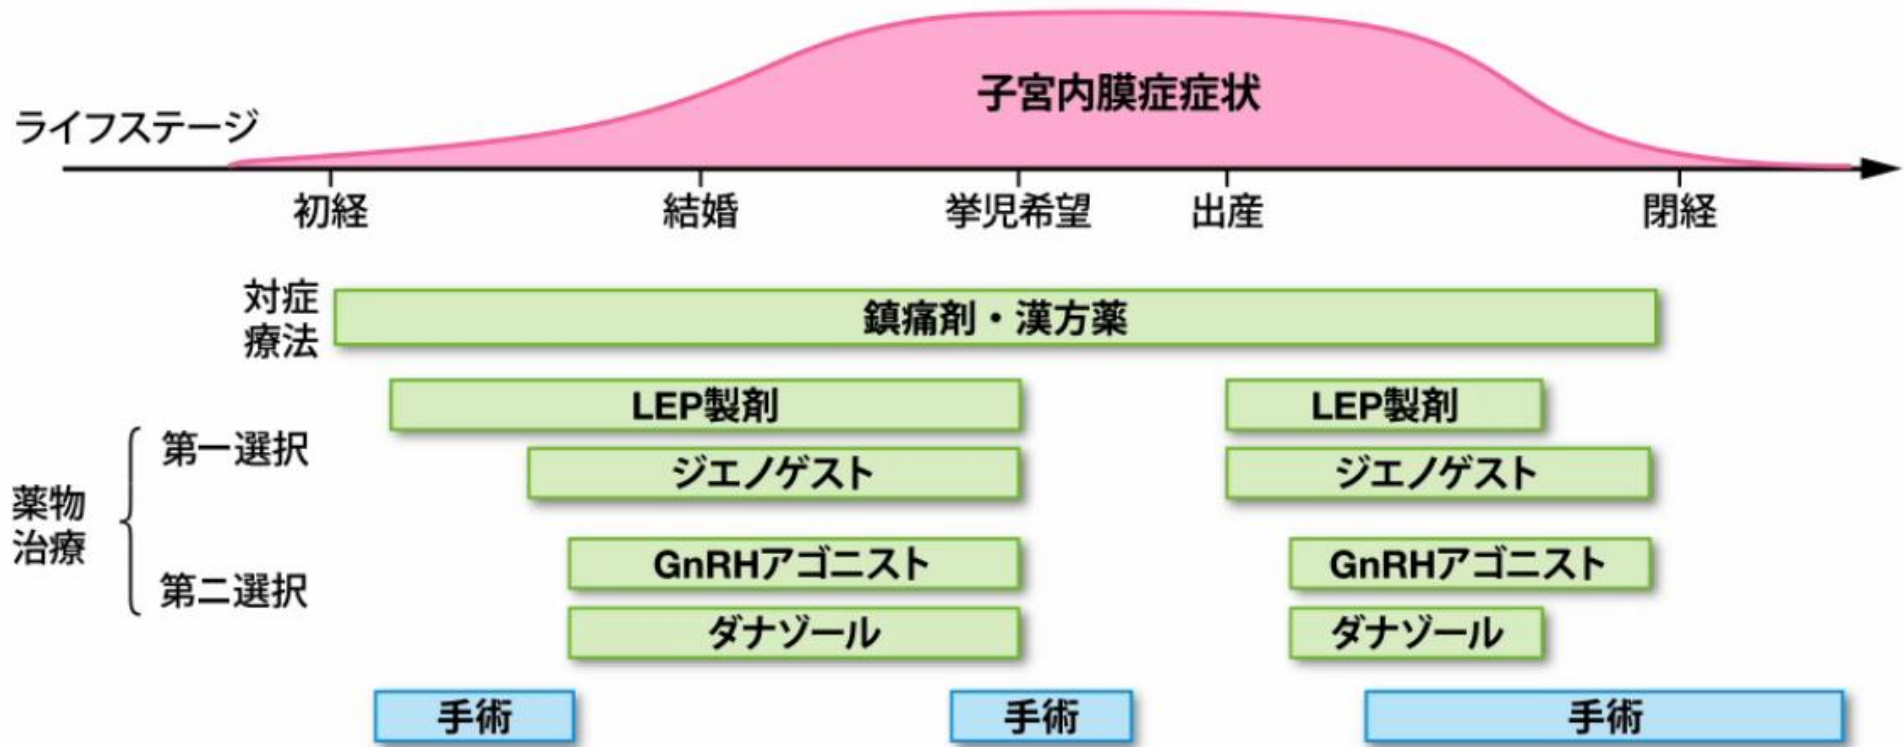 子宮内膜症症状
ライフステージ
初経
結婚
挙児希望
出産
閉経
対症
療法
鎮痛剤・漢方薬
薬物
治療
第一選択
LEP製剤
LEP製剤
ジエノゲスト
ジエノゲスト
第二選択
GnRHアゴニスト
GnRHアゴニスト
ダナゾール
ダナゾール
手術
手術
手術